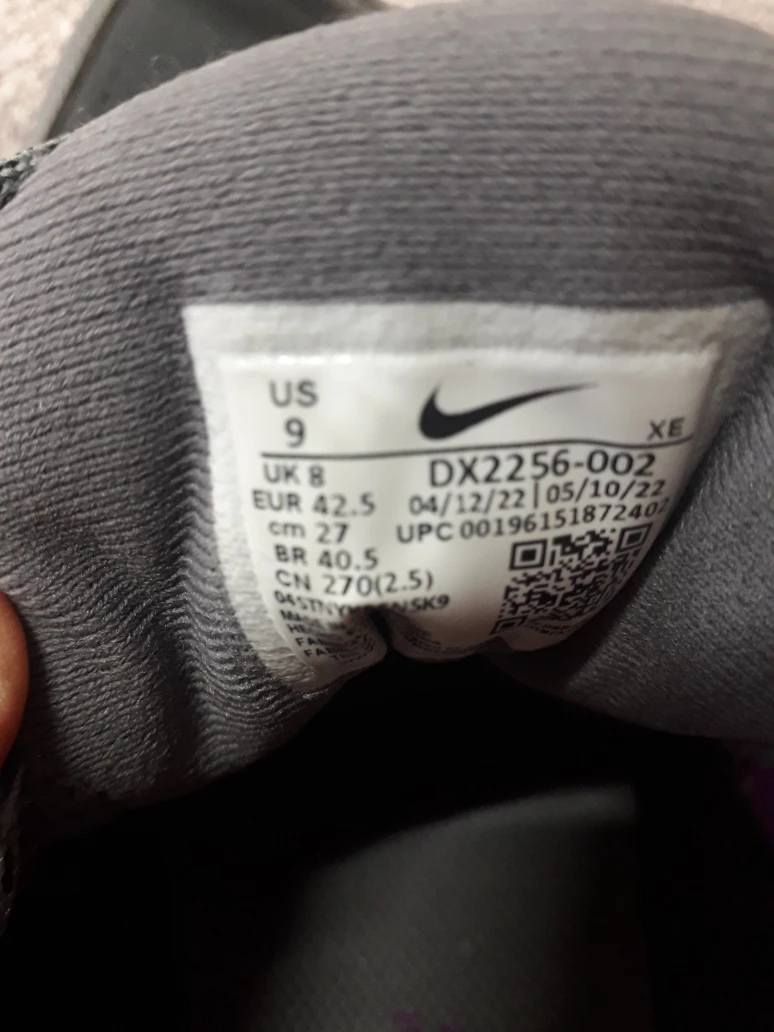 US
9
XE
UK 8
DX2256-002
EUR 42.5
04/12/22 | 05/10/22
cm 27
UPC 00196151872402
BR 40.5
CN 270(2.5)